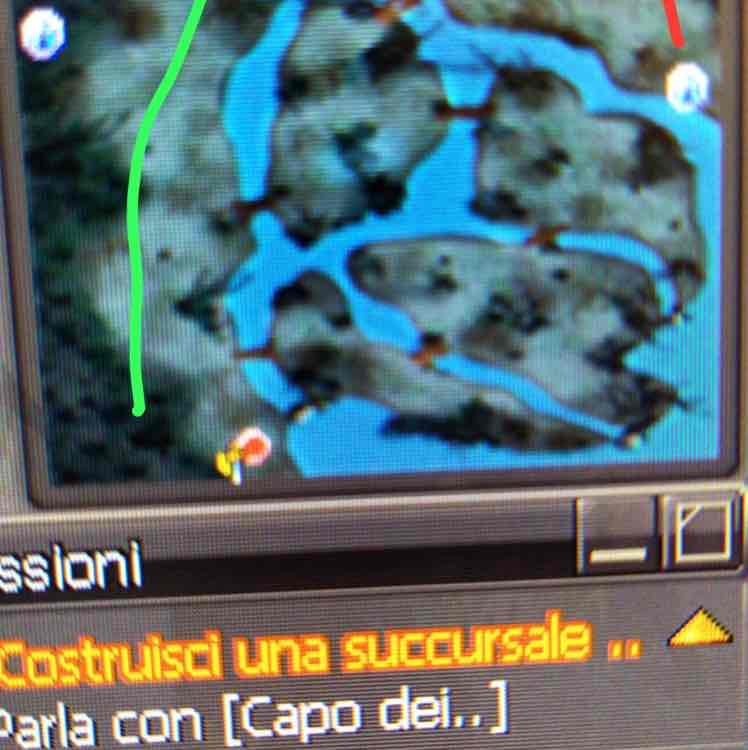 ssioni
Costruisci una succursale ..
Parla con [Capo dei..]